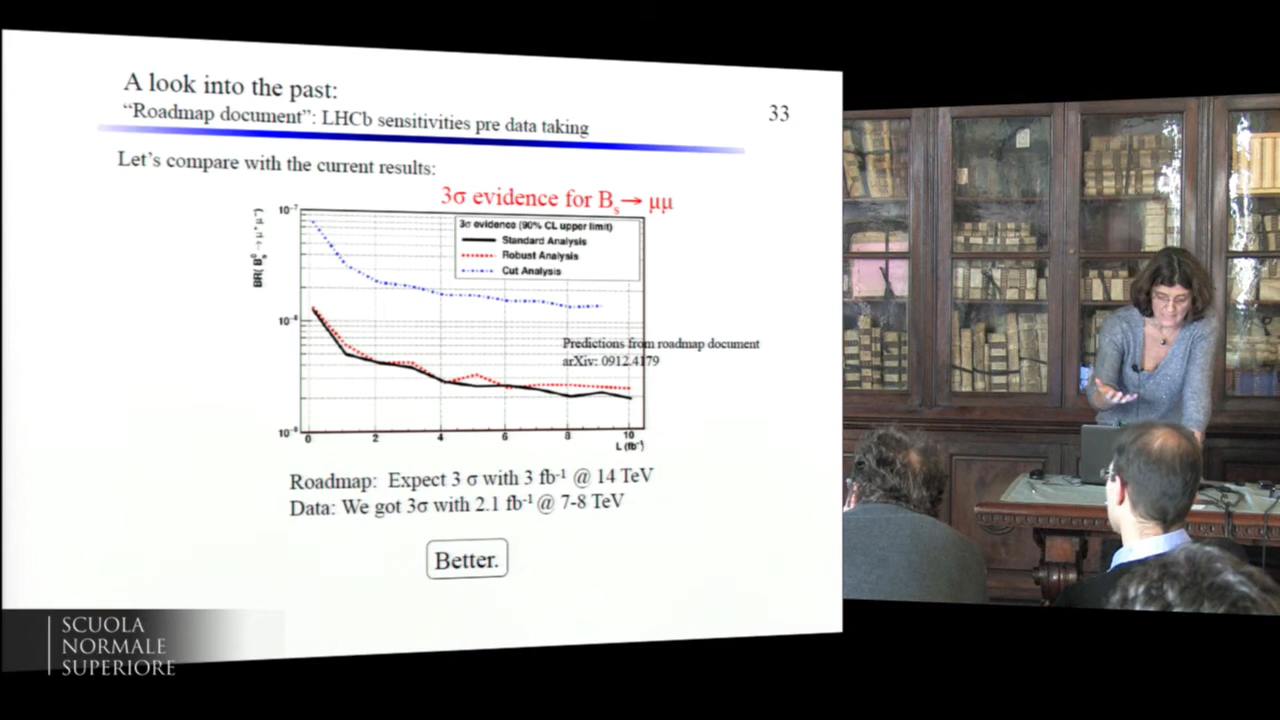 A look into the past:
“Roadmap document”: LHCb sensitivities pre data taking
33
Let’s compare with the current results:
3σ evidence for Bs→ μμ
10⁻⁷
3σ evidence (90% CL upper limit)
Standard Analysis
Robust Analysis
Cut Analysis
10⁻⁸
Predictions from roadmap document
arXiv: 0912.4179
10⁻⁹
0 2 4 6 8 10
L (fb⁻¹)
Roadmap: Expect 3 σ with 3 fb⁻¹ @ 14 TeV
Data: We got 3σ with 2.1 fb⁻¹ @ 7-8 TeV
Better.
SCUOLA
NORMALE
SUPERIORE